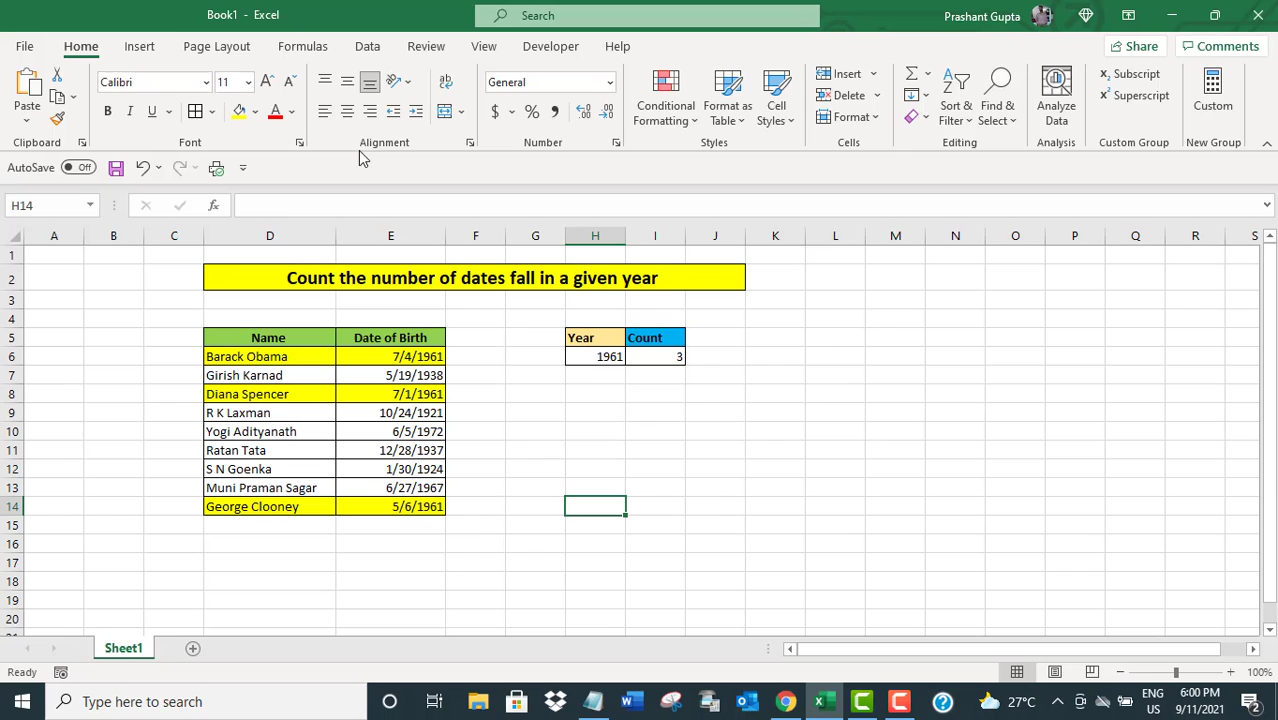 Book1 - Excel
Search
Prashant Gupta
File Home Insert Page Layout Formulas Data Review View Developer Help
Share Comments
Paste
Calibri 11
B I U
General
$ % ,
Conditional Formatting
Format as Table
Cell Styles
Insert
Delete
Format
Sort & Filter
Find & Select
Analyze Data
Subscript
Superscript
Custom
Clipboard Font Alignment Number Styles Cells Editing Analysis Custom Group New Group
AutoSave Off
H14
fx
A B C D E F G H I J K L M N O P Q R S
1
2 Count the number of dates fall in a given year
3
4
5 Name Date of Birth Year Count
6 Barack Obama 7/4/1961 1961 3
7 Girish Karnad 5/19/1938
8 Diana Spencer 7/1/1961
9 R K Laxman 10/24/1921
10 Yogi Adityanath 6/5/1972
11 Ratan Tata 12/28/1937
12 S N Goenka 1/30/1924
13 Muni Praman Sagar 6/27/1967
14 George Clooney 5/6/1961
15
16
17
18
19
20
Sheet1
Ready
100%
Type here to search
27°C
ENG
US
6:00 PM
9/11/2021
2